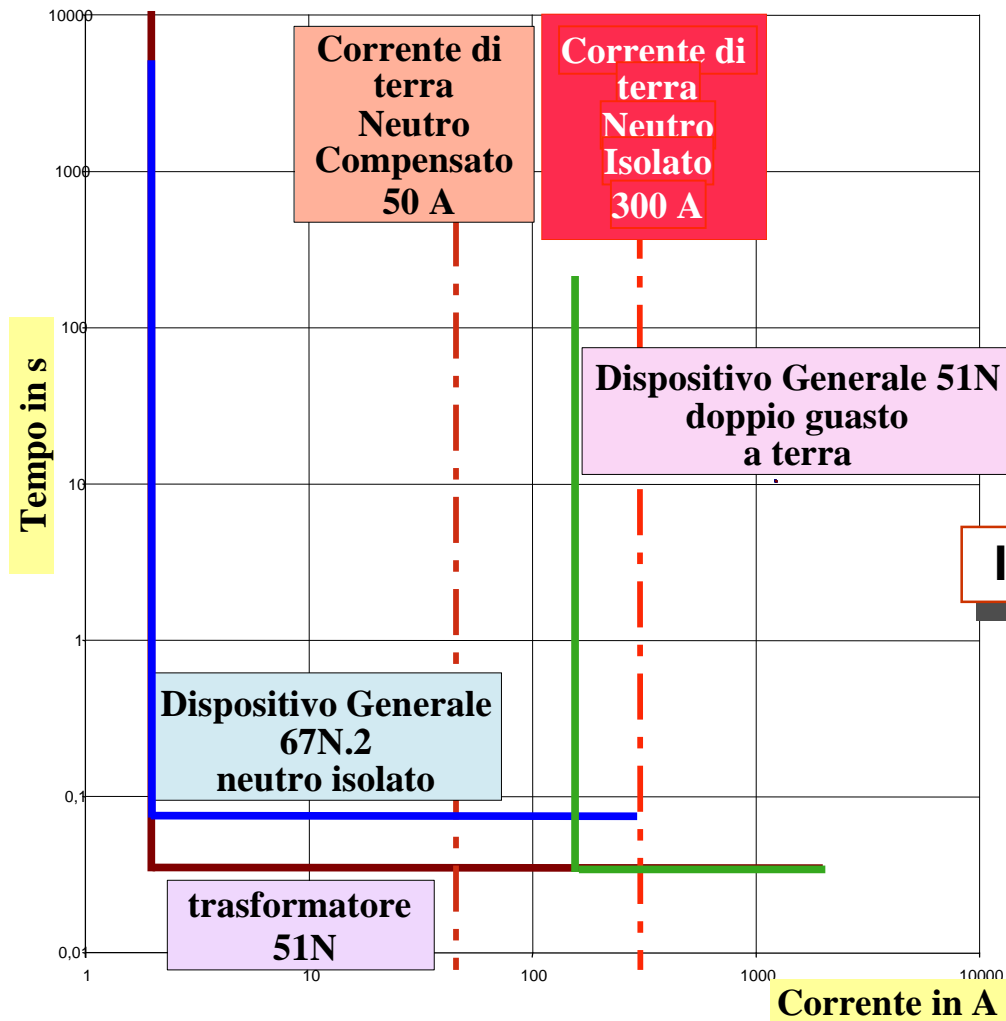 10000
1000
100
10
1
0,1
0,01
Tempo in s
Corrente di
terra
Neutro
Compensato
50 A
Corrente di
terra
Neutro
Isolato
300 A
Dispositivo Generale 51N
doppio guasto
a terra
Dispositivo Generale
67N.2
neutro isolato
trasformatore
51N
1
10
100
1000
10000
Corrente in A